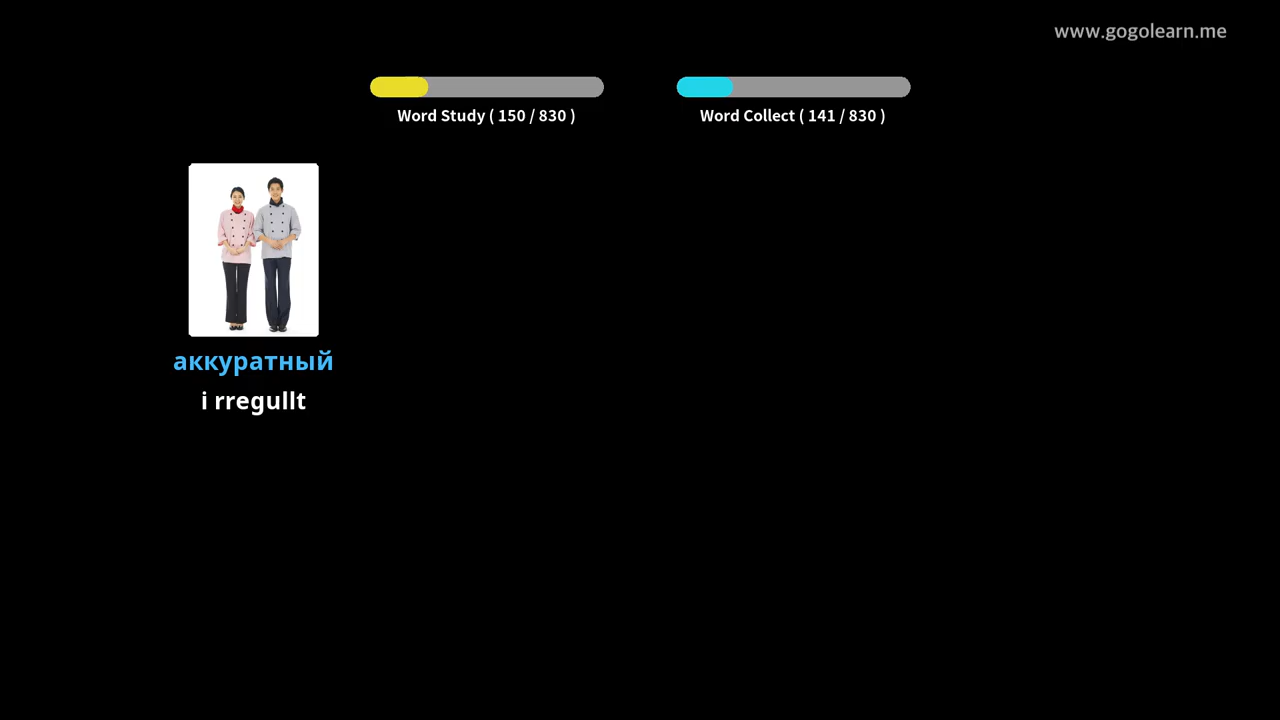 www.gogolearn.me
Word Study ( 150 / 830 )
Word Collect ( 141 / 830 )
аккуратный
i rregullt